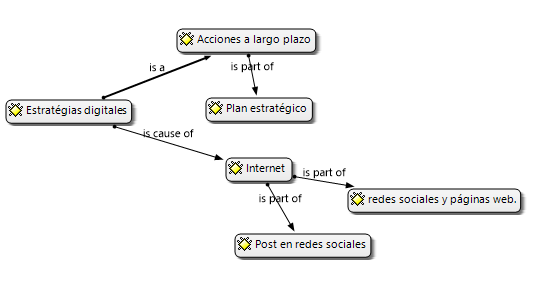 Acciones a largo plazo
is a
is part of
Estratégias digitales
Plan estratégico
is cause of
Internet
is part of
redes sociales y páginas web.
is part of
Post en redes sociales